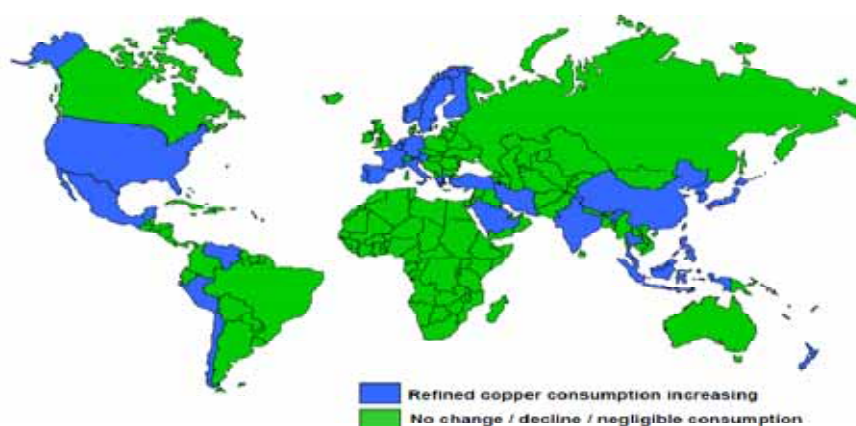 Refined copper consumption increasing
No change / decline / negligible consumption